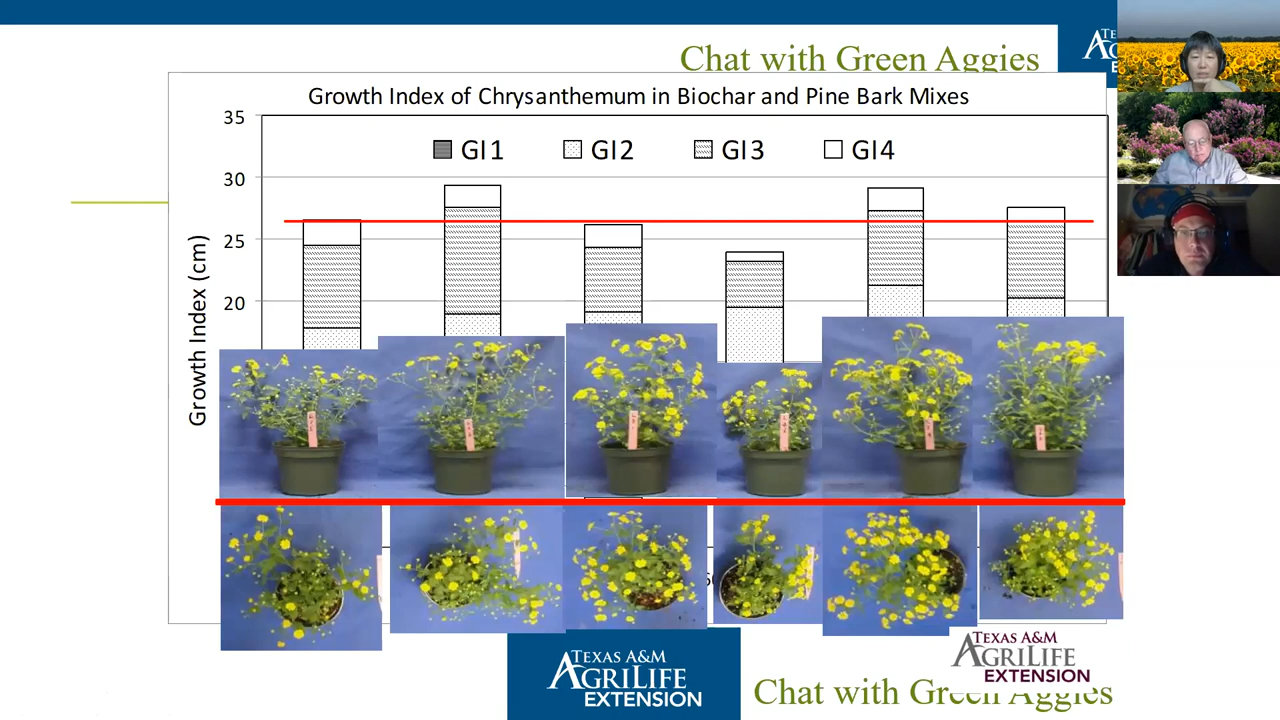 Chat with Green Aggies
Growth Index of Chrysanthemum in Biochar and Pine Bark Mixes
35
GI1 GI2 GI3 GI4
30
25
20
Growth Index (cm)
TEXAS A&M
AGRILIFE
EXTENSION
TEXAS A&M
AGRILIFE
EXTENSION
Chat with Green Aggies